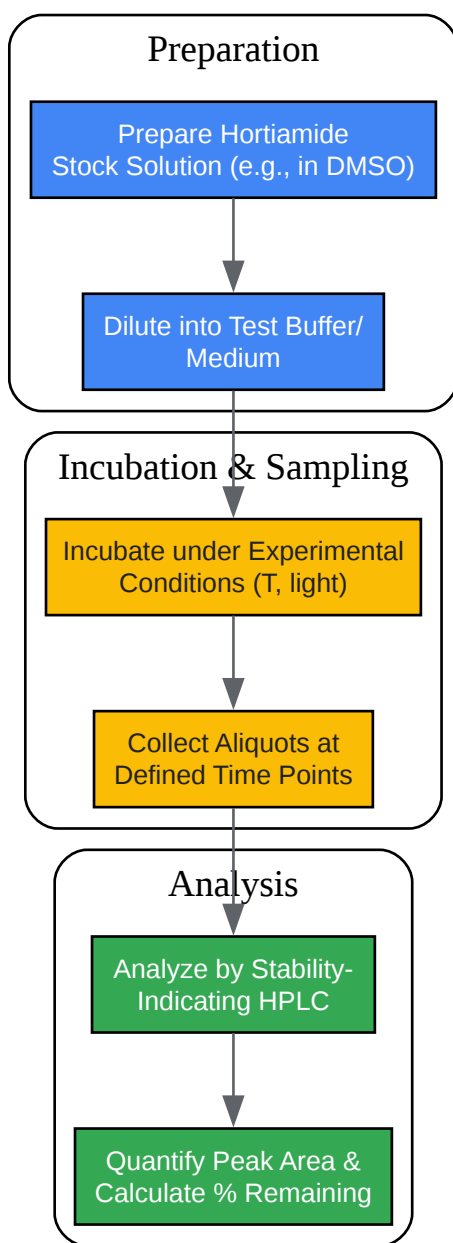 Preparation
Prepare Hortiamide
Stock Solution (e.g., in DMSO)
Dilute into Test Buffer/
Medium
Incubation & Sampling
Incubate under Experimental
Conditions (T, light)
Collect Aliquots at
Defined Time Points
Analysis
Analyze by Stability-
Indicating HPLC
Quantify Peak Area &
Calculate % Remaining